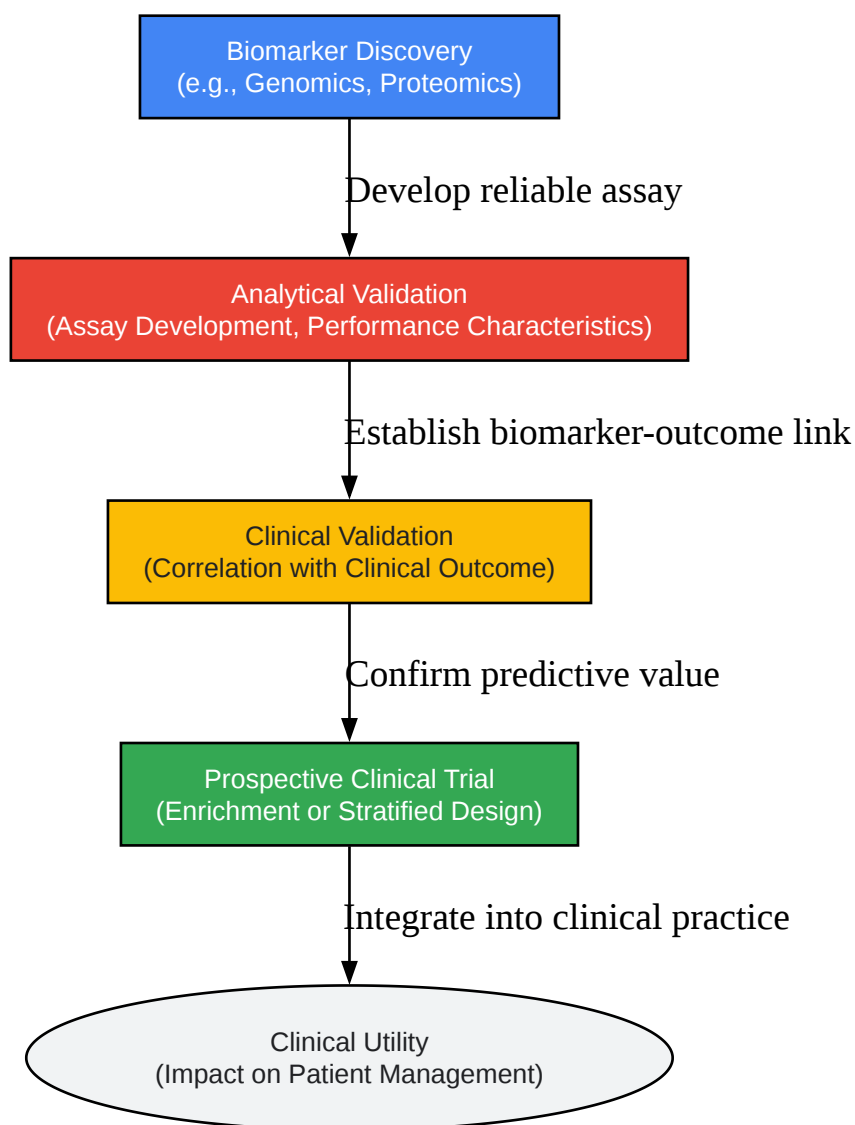 Biomarker Discovery
(e.g., Genomics, Proteomics)
Develop reliable assay
Analytical Validation
(Assay Development, Performance Characteristics)
Establish biomarker-outcome link
Clinical Validation
(Correlation with Clinical Outcome)
Confirm predictive value
Prospective Clinical Trial
(Enrichment or Stratified Design)
Integrate into clinical practice
Clinical Utility
(Impact on Patient Management)